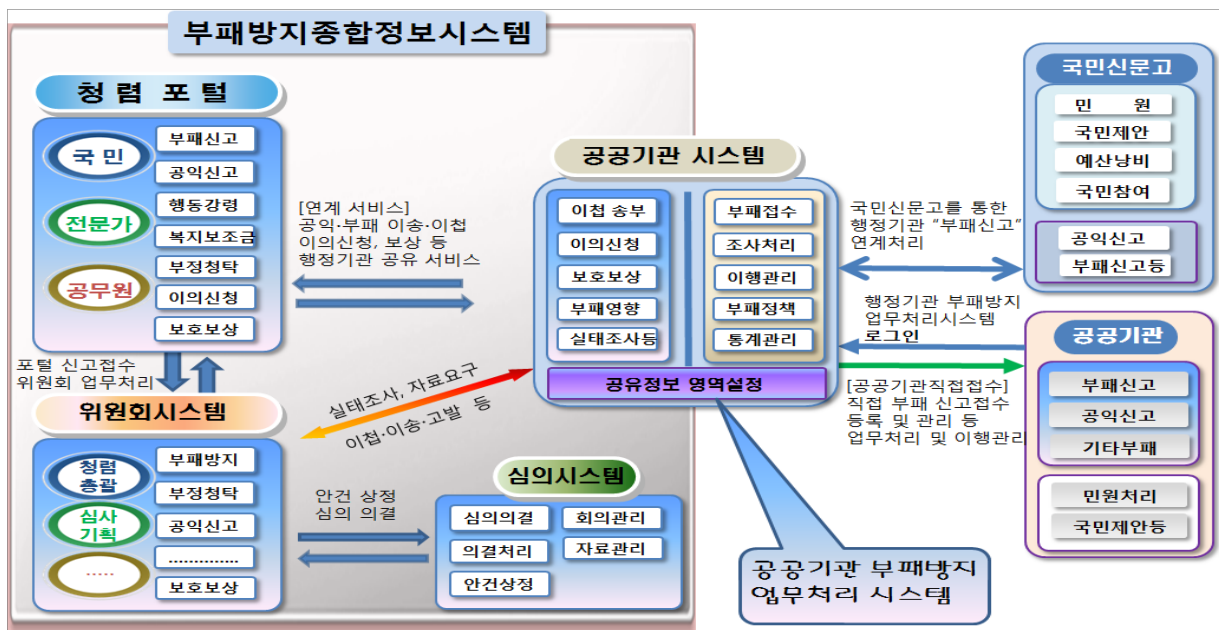 부패방지종합정보시스템
청 렴 포 털
국 민
전문가
공무원
부패신고
공익신고
행동강령
복지보조금
부정청탁
이의신청
보호보상
[연계 서비스]
공익·부패 이송·이첩
이의신청, 보상 등
행정기관 공유 서비스
포털 신고접수
위원회 업무처리
위원회시스템
청렴
총괄
심사
기획
.....
부패방지
부정청탁
공익신고
..............
보호보상
실태조사, 자료요구
이첩·이송·고발 등
안건 상정
심의 의결
심의시스템
심의의결
회의관리
의결처리
자료관리
안건상정
공공기관 시스템
이첩 송부
이의신청
보호보상
부패영향
실태조사등
부패접수
조사처리
이행관리
부패정책
통계관리
공유정보 영역설정
공공기관 부패방지
업무처리 시스템
국민신문고를 통한
행정기관 “부패신고”
연계처리
행정기관 부패방지
업무처리시스템
로그인
[공공기관직접접수]
직접 부패 신고접수
등록 및 관리 등
업무처리 및 이행관리
국민신문고
민 원
국민제안
예산낭비
국민참여
공익신고
부패신고등
공공기관
부패신고
공익신고
기타부패
민원처리
국민제안등